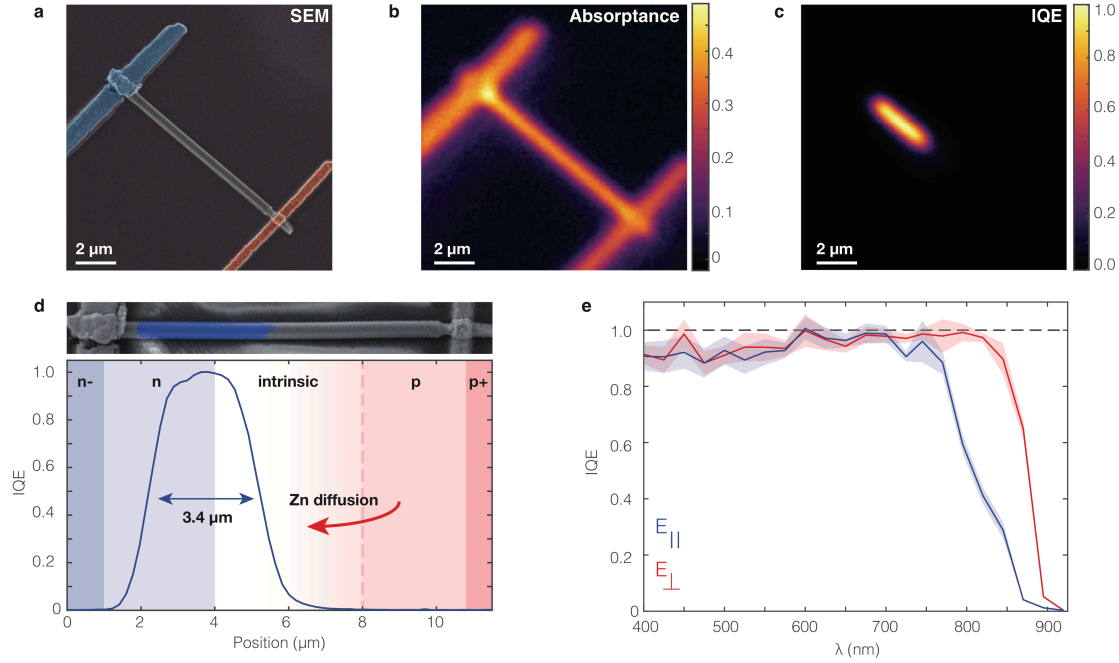 a
SEM
2 µm
b
Absorptance
2 µm
0.4
0.3
0.2
0.1
0
c
IQE
2 µm
1.0
0.8
0.6
0.4
0.2
0.0
d
n-
n
intrinsic
p
p+
Zn diffusion
3.4 µm
1.0
0.8
0.6
0.4
0.2
0
IQE
0
2
4
6
8
10
Position (µm)
e
1.0
0.8
0.6
0.4
0.2
0
IQE
E||
E⊥
400
500
600
700
800
900
λ (nm)